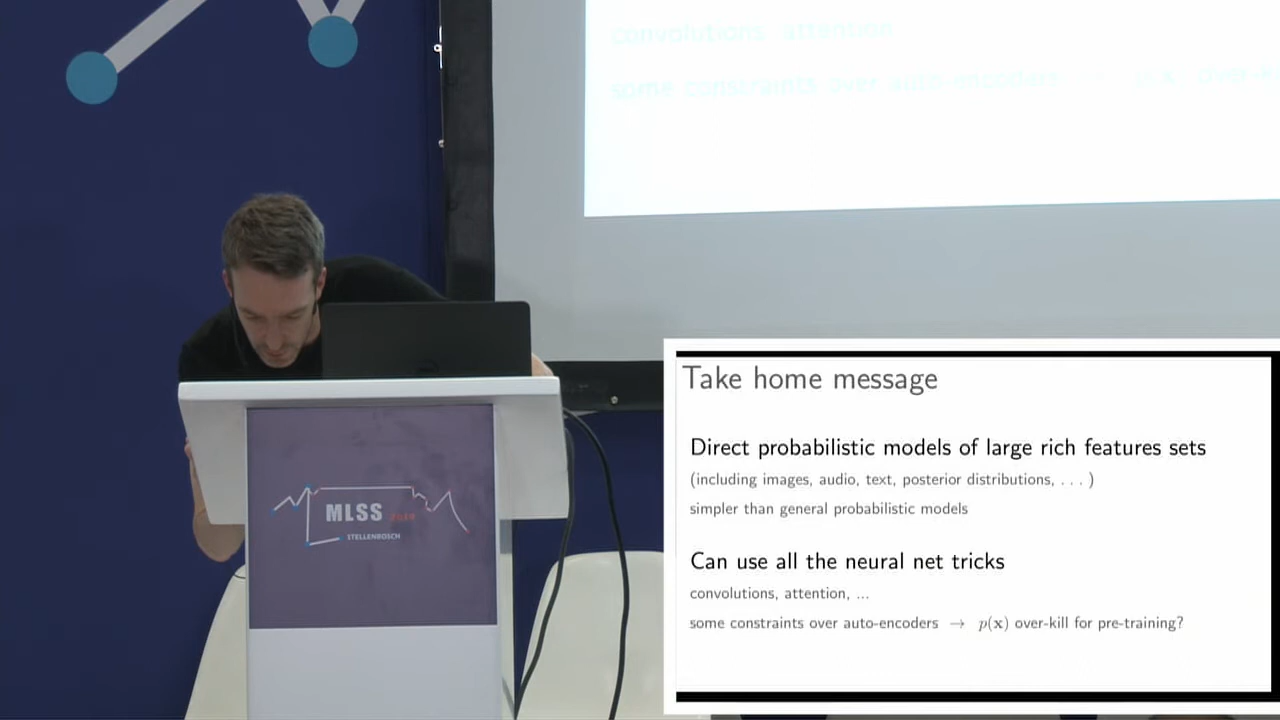 convolutions attention
some constraints over auto-encoders
MLSS 2019
STELLENBOSCH
Take home message
Direct probabilistic models of large rich features sets
(including images, audio, text, posterior distributions, . . . )
simpler than general probabilistic models
Can use all the neural net tricks
convolutions, attention, ...
some constraints over auto-encoders → p(x) over-kill for pre-training?